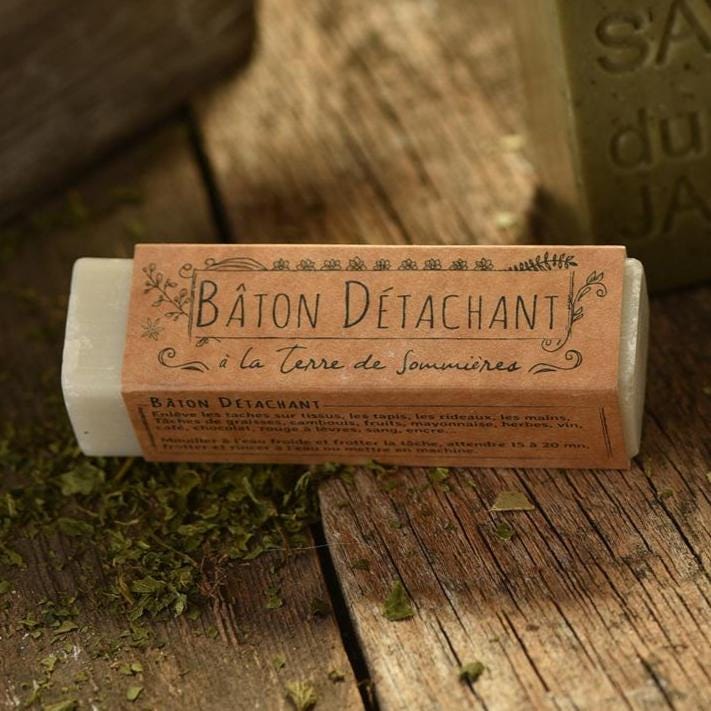 BÂTON DÉTACHANT
à la Terre de Sommières
BÂTON DÉTACHANT
Enlève les taches sur tissus, les tapis, les rideaux, les mains,
Tâches de graisses, cambouis, fruits, mayonnaise, herbes, vin,
café, chocolat, rouge à lèvres, sang, encre...
Mouiller à l'eau froide et frotter la tâche, attendre 15 à 20 mn,
frotter et rincer à l'eau ou mettre en machine.
SA
du
JA